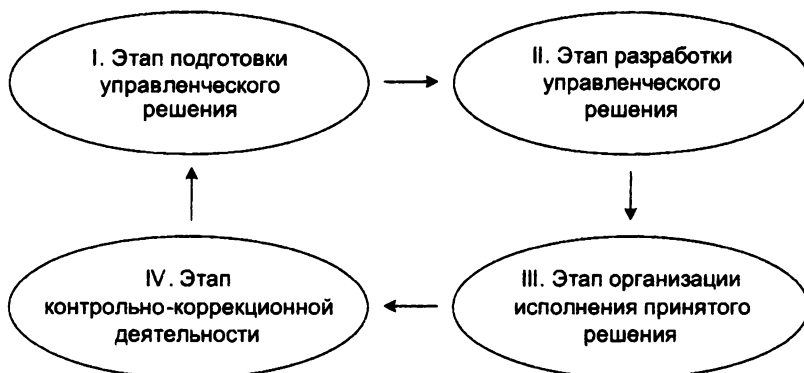 I. Этап подготовки
управленческого
решения
II. Этап разработки
управленческого
решения
IV. Этап
контрольно-коррекционной
деятельности
III. Этап организации
исполнения принятого
решения